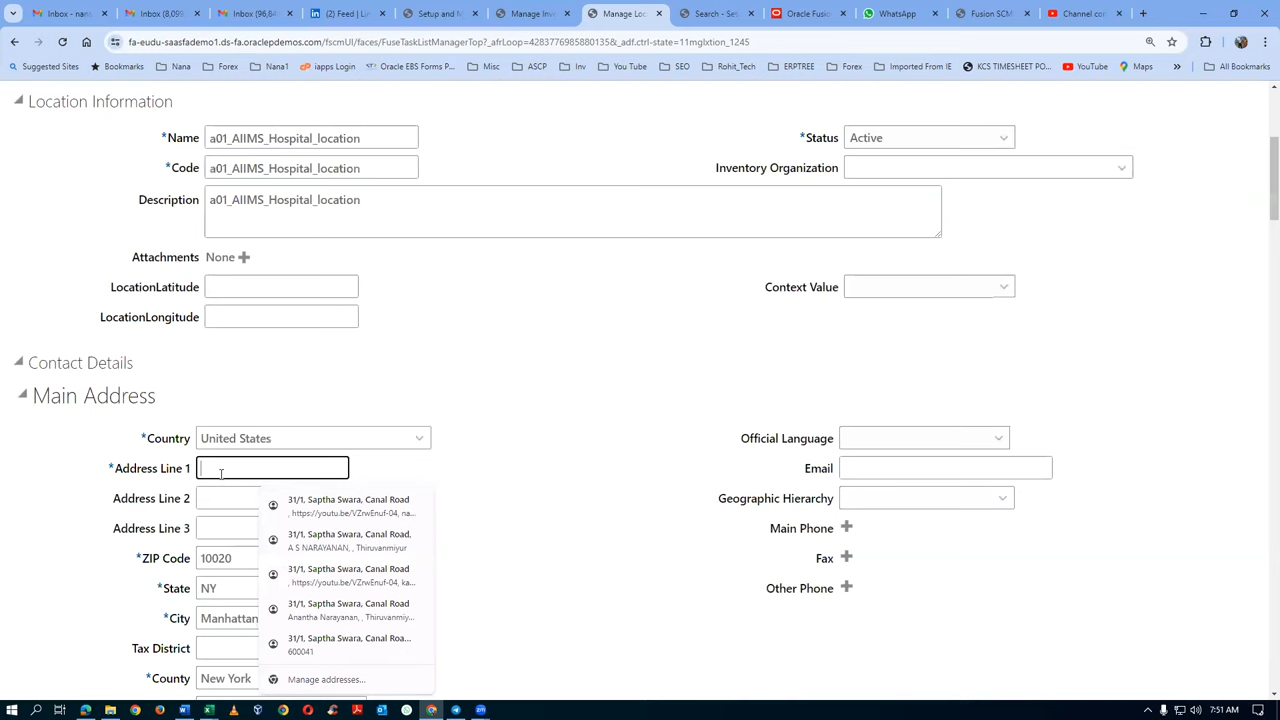 Inbox - nana
Inbox (8,099
Inbox (96,84
(2) Feed | Lin
Setup and M
Manage Inve
Manage Loc
Search - Ses
Oracle Fusio
WhatsApp
Fusion SCM
Channel con
fa-eudu-saasfademo1.ds-fa.oraclepdemos.com/fscmUI/faces/FuseTaskListManagerTop?_afrLoop=4283776985880135&_adf.ctrl-state=11mglxtion_1245
Suggested Sites
Bookmarks
Nana
Forex
Nana1
iapps Login
Oracle EBS Forms P...
Misc
ASCP
Inv
You Tube
SEO
Rohit_Tech
ERPTREE
Forex
Imported From IE
KCS TIMESHEET PO...
YouTube
Maps
»
All Bookmarks
Location Information
*Name a01_AIIMS_Hospital_location
*Status Active
*Code a01_AIIMS_Hospital_location
Inventory Organization
Description a01_AIIMS_Hospital_location
Attachments None
LocationLatitude
Context Value
LocationLongitude
Contact Details
Main Address
*Country United States
Official Language
*Address Line 1
Email
Address Line 2
Geographic Hierarchy
Address Line 3
Main Phone
*ZIP Code 10020
Fax
*State NY
Other Phone
*City Manhattan
Tax District
*County New York
31/1, Saptha Swara, Canal Road
, https://youtu.be/VZrwEnuf-04, na...
31/1, Saptha Swara, Canal Road,
A S NARAYANAN, , Thiruvanmiyur
31/1, Saptha Swara, Canal Road
, https://youtu.be/VZrwEnuf-04, ka...
31/1, Saptha Swara, Canal Road
Anantha Narayanan, , Thiruvanmiy...
31/1, Saptha Swara, Canal Roa...
600041
Manage addresses...
7:51 AM